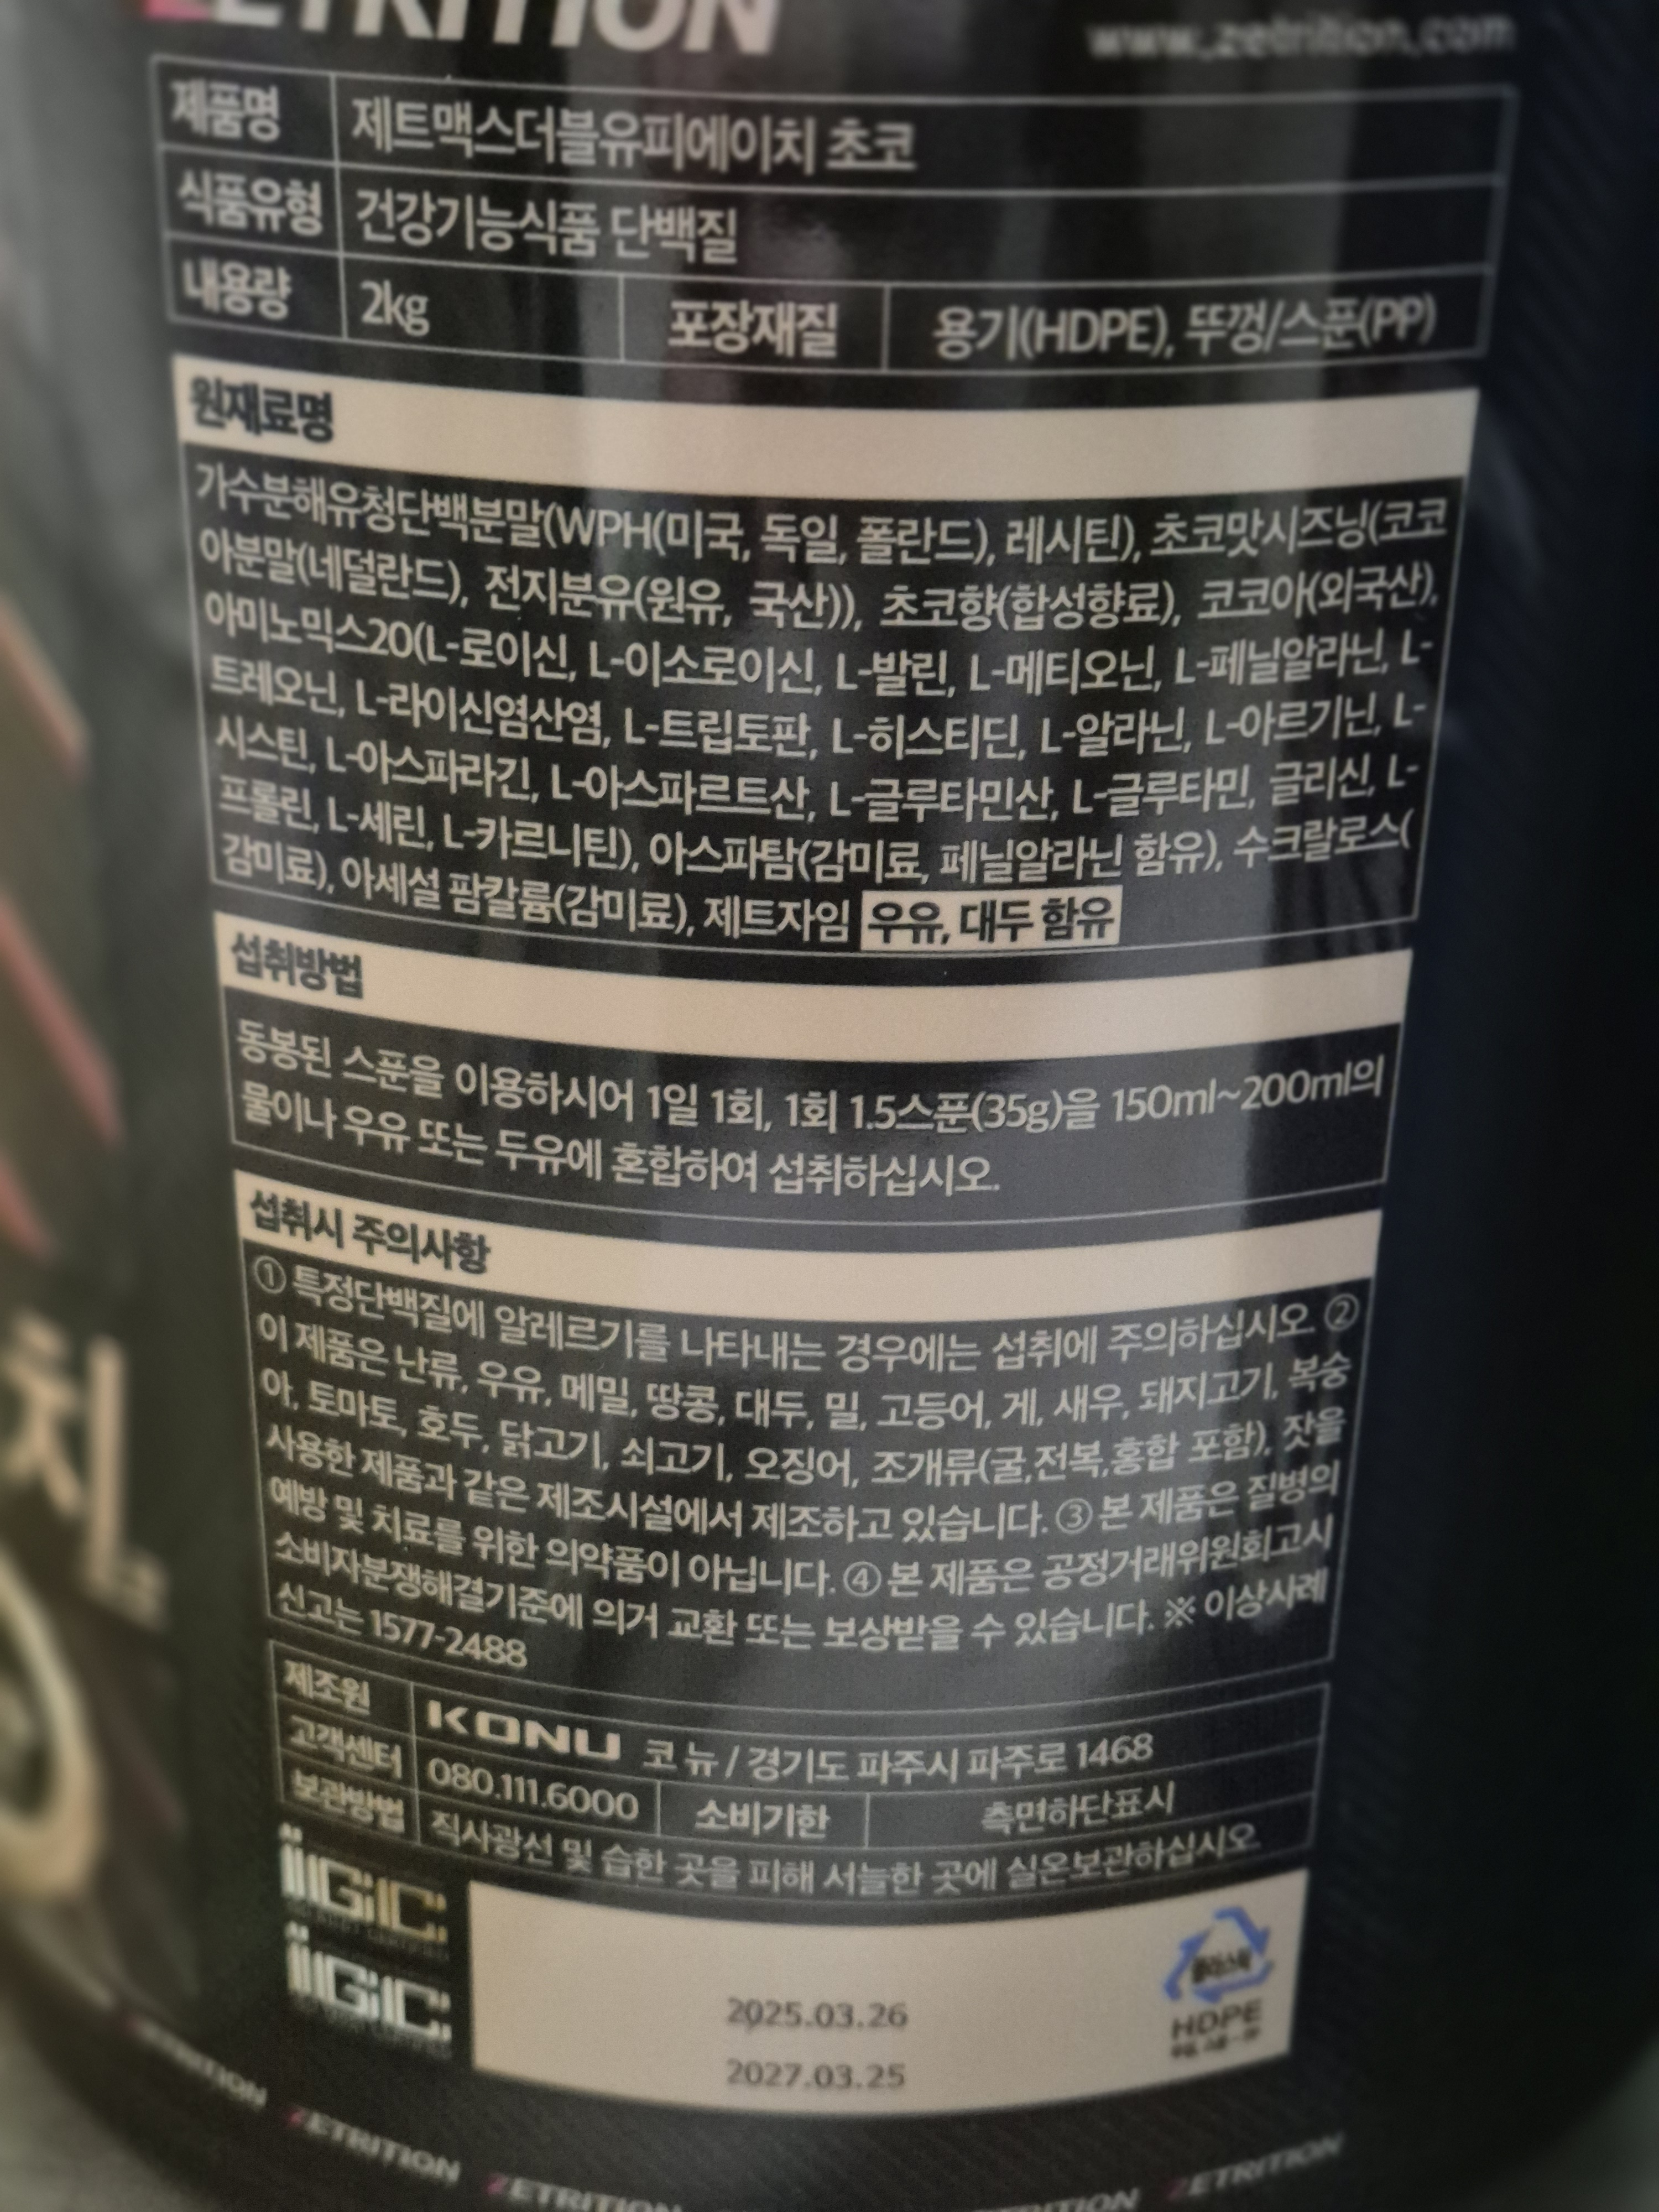 ZETRITION
www.zetrition.com
제품명 제트맥스더블유피에이치 초코
식품유형 건강기능식품 단백질
내용량 2kg 포장재질 용기(HDPE), 뚜껑/스푼(PP)
원재료명
가수분해유청단백분말(WPH(미국, 독일, 폴란드), 레시틴), 초코맛시즈닝(코코
아분말(네덜란드), 전지분유(원유, 국산)), 초코향(합성향료), 코코아(외국산),
아미노믹스20(L-로이신, L-이소로이신, L-발린, L-메티오닌, L-페닐알라닌, L-
트레오닌, L-라이신염산염, L-트립토판, L-히스티딘, L-알라닌, L-아르기닌, L-
시스틴, L-아스파라긴, L-아스파르트산, L-글루타민산, L-글루타민, 글리신, L-
프롤린, L-세린, L-카르니틴), 아스파탐(감미료, 페닐알라닌 함유), 수크랄로스(
감미료), 아세설 팜칼륨(감미료), 제트자임 우유, 대두 함유
섭취방법
동봉된 스푼을 이용하시어 1일 1회, 1회 1.5스푼(35g)을 150ml~200ml의
물이나 우유 또는 두유에 혼합하여 섭취하십시오.
섭취시 주의사항
① 특정단백질에 알레르기를 나타내는 경우에는 섭취에 주의하십시오. ②
이 제품은 난류, 우유, 메밀, 땅콩, 대두, 밀, 고등어, 게, 새우, 돼지고기, 복숭
아, 토마토, 호두, 닭고기, 쇠고기, 오징어, 조개류(굴,전복,홍합 포함), 잣을
사용한 제품과 같은 제조시설에서 제조하고 있습니다. ③ 본 제품은 질병의
예방 및 치료를 위한 의약품이 아닙니다. ④ 본 제품은 공정거래위원회고시
소비자분쟁해결기준에 의거 교환 또는 보상받을 수 있습니다. ※ 이상사례
신고는 1577-2488
제조원 KONU 코뉴 / 경기도 파주시 파주로 1468
고객센터 080.111.6000 소비기한 측면하단표시
보관방법 직사광선 및 습한 곳을 피해 서늘한 곳에 실온보관하십시오.
치
플라스틱
HDPE
2025.03.26
2027.03.25
ZETRITION ZETRITION ZETRITION ZETRITION